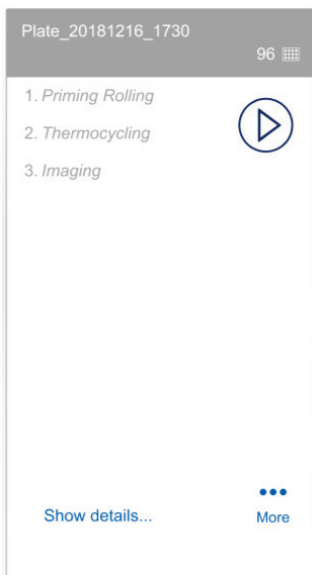 Plate_20181216_1730
96
1. Priming Rolling
2. Thermocycling
3. Imaging
Show details...
More